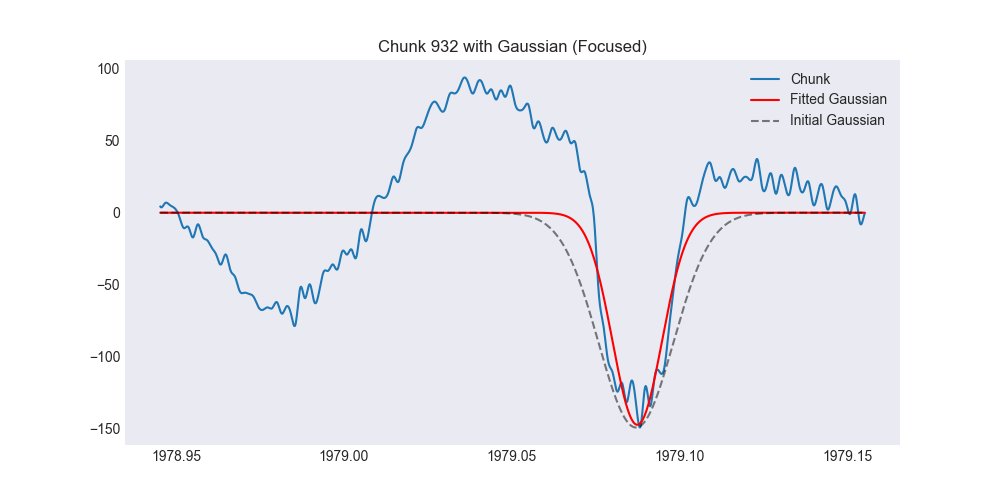 Chunk 932 with Gaussian (Focused)
100
50
0
−50
−100
−150
1978.95 1979.00 1979.05 1979.10 1979.15
Chunk
Fitted Gaussian
Initial Gaussian